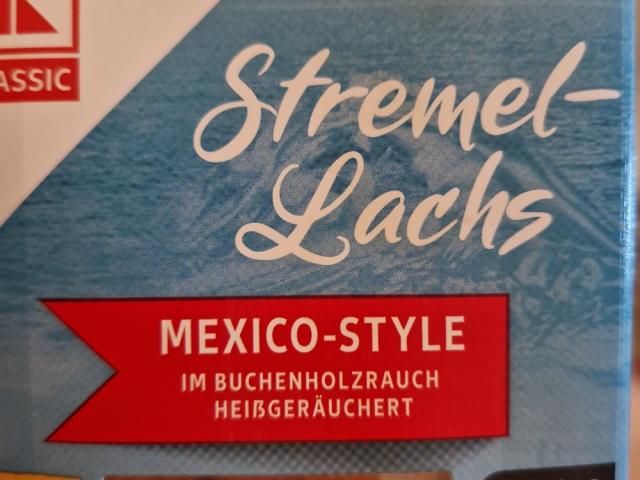 K
ASSIC
Stremel-
Lachs
MEXICO-STYLE
IM BUCHENHOLZRAUCH
HEIßGERÄUCHERT